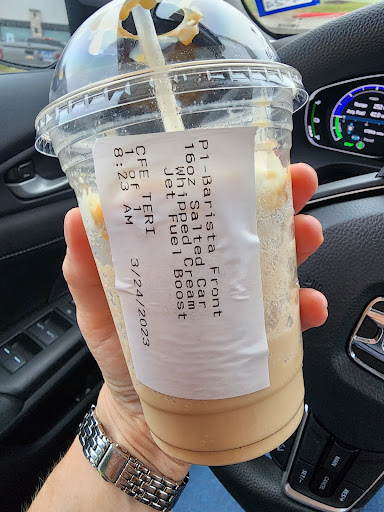 P1-Barista Front
16oz Salted Car
Whipped Cream
Jet Fuel Boost
CFE TERI
1 of 1
8:23 AM 3/24/2023